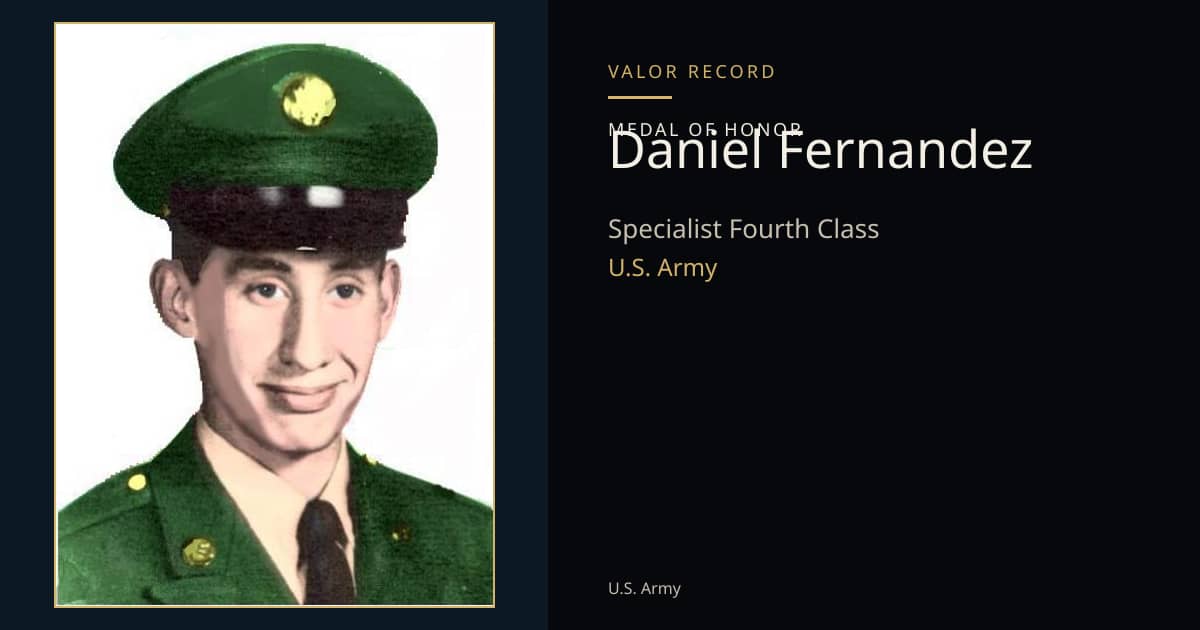 VALOR RECORD
MEDAL OF HONOR
Daniel Fernandez
Specialist Fourth Class
U.S. Army
U.S. Army